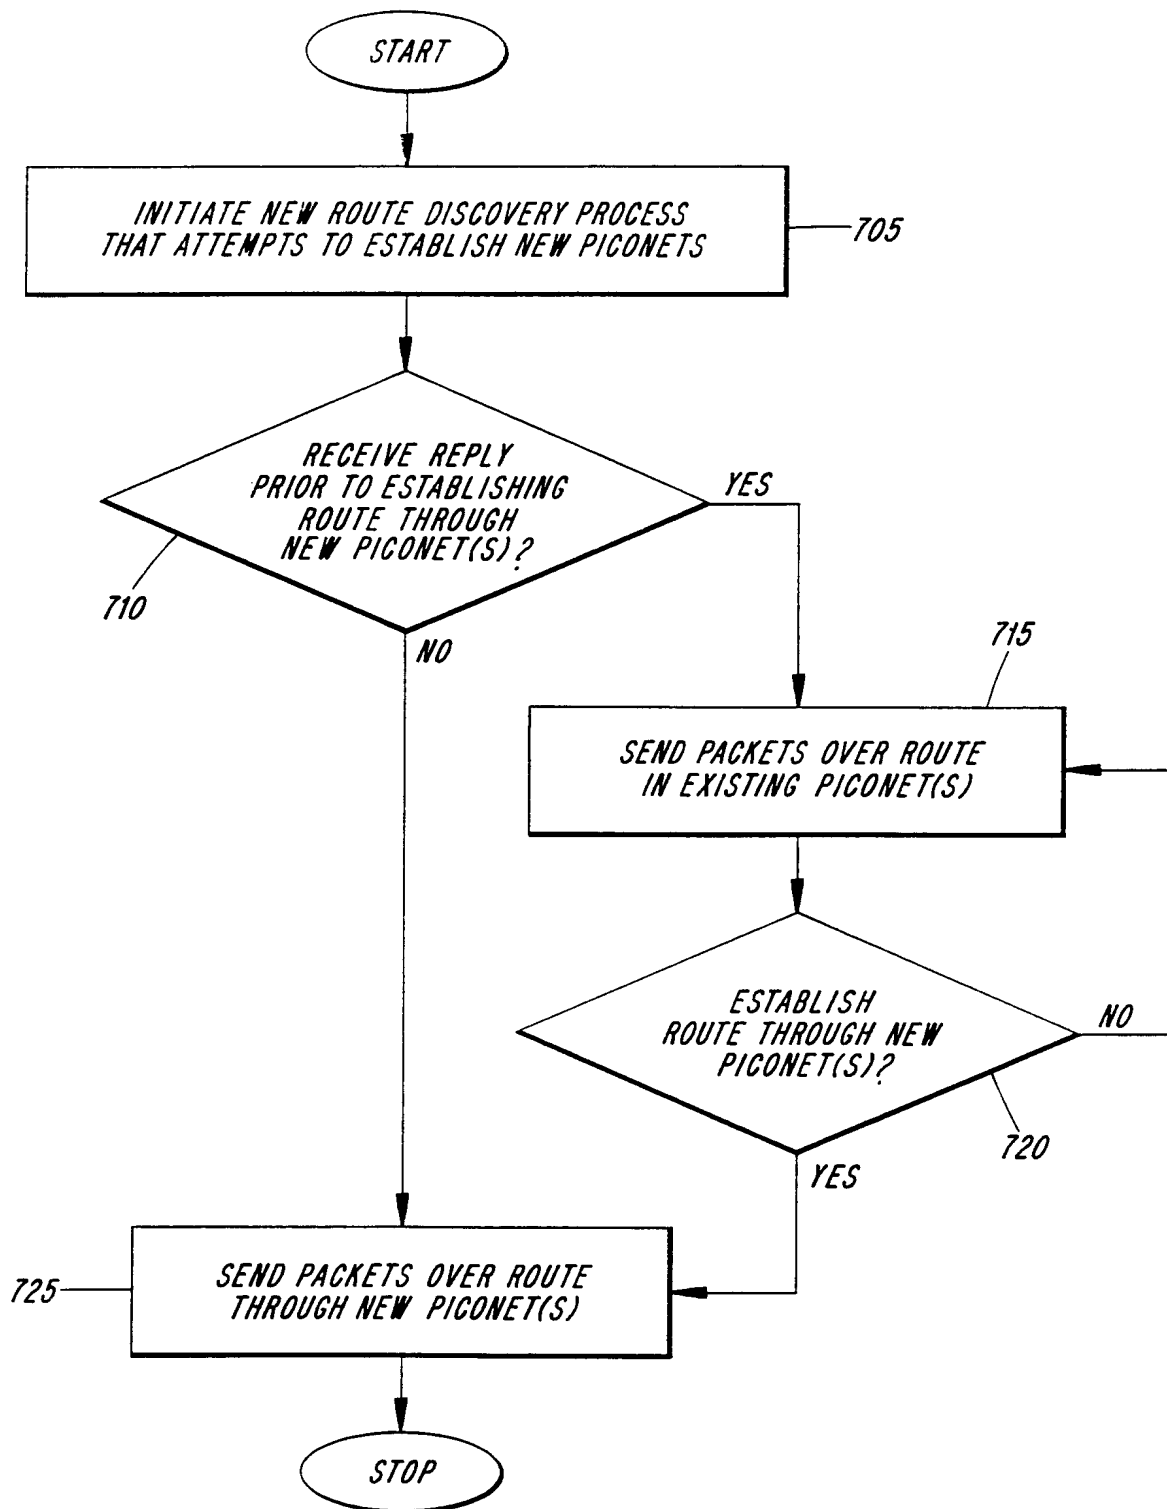 START
INITIATE NEW ROUTE DISCOVERY PROCESS
THAT ATTEMPTS TO ESTABLISH NEW PICONETS
705
RECEIVE REPLY
PRIOR TO ESTABLISHING
ROUTE THROUGH
NEW PICONET(S)?
YES
710
NO
715
SEND PACKETS OVER ROUTE
IN EXISTING PICONET(S)
ESTABLISH
ROUTE THROUGH NEW
PICONET(S)?
NO
720
YES
725
SEND PACKETS OVER ROUTE
THROUGH NEW PICONET(S)
STOP